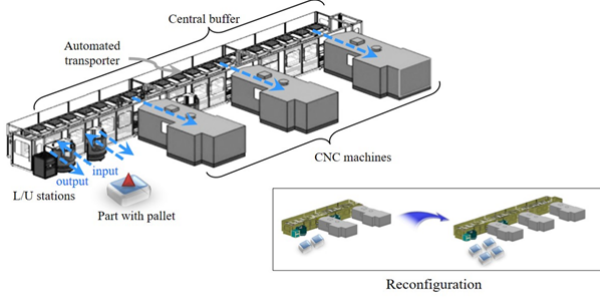 Central buffer
Automated
transporter
CNC machines
input
output
L/U stations
Part with pallet
Reconfiguration